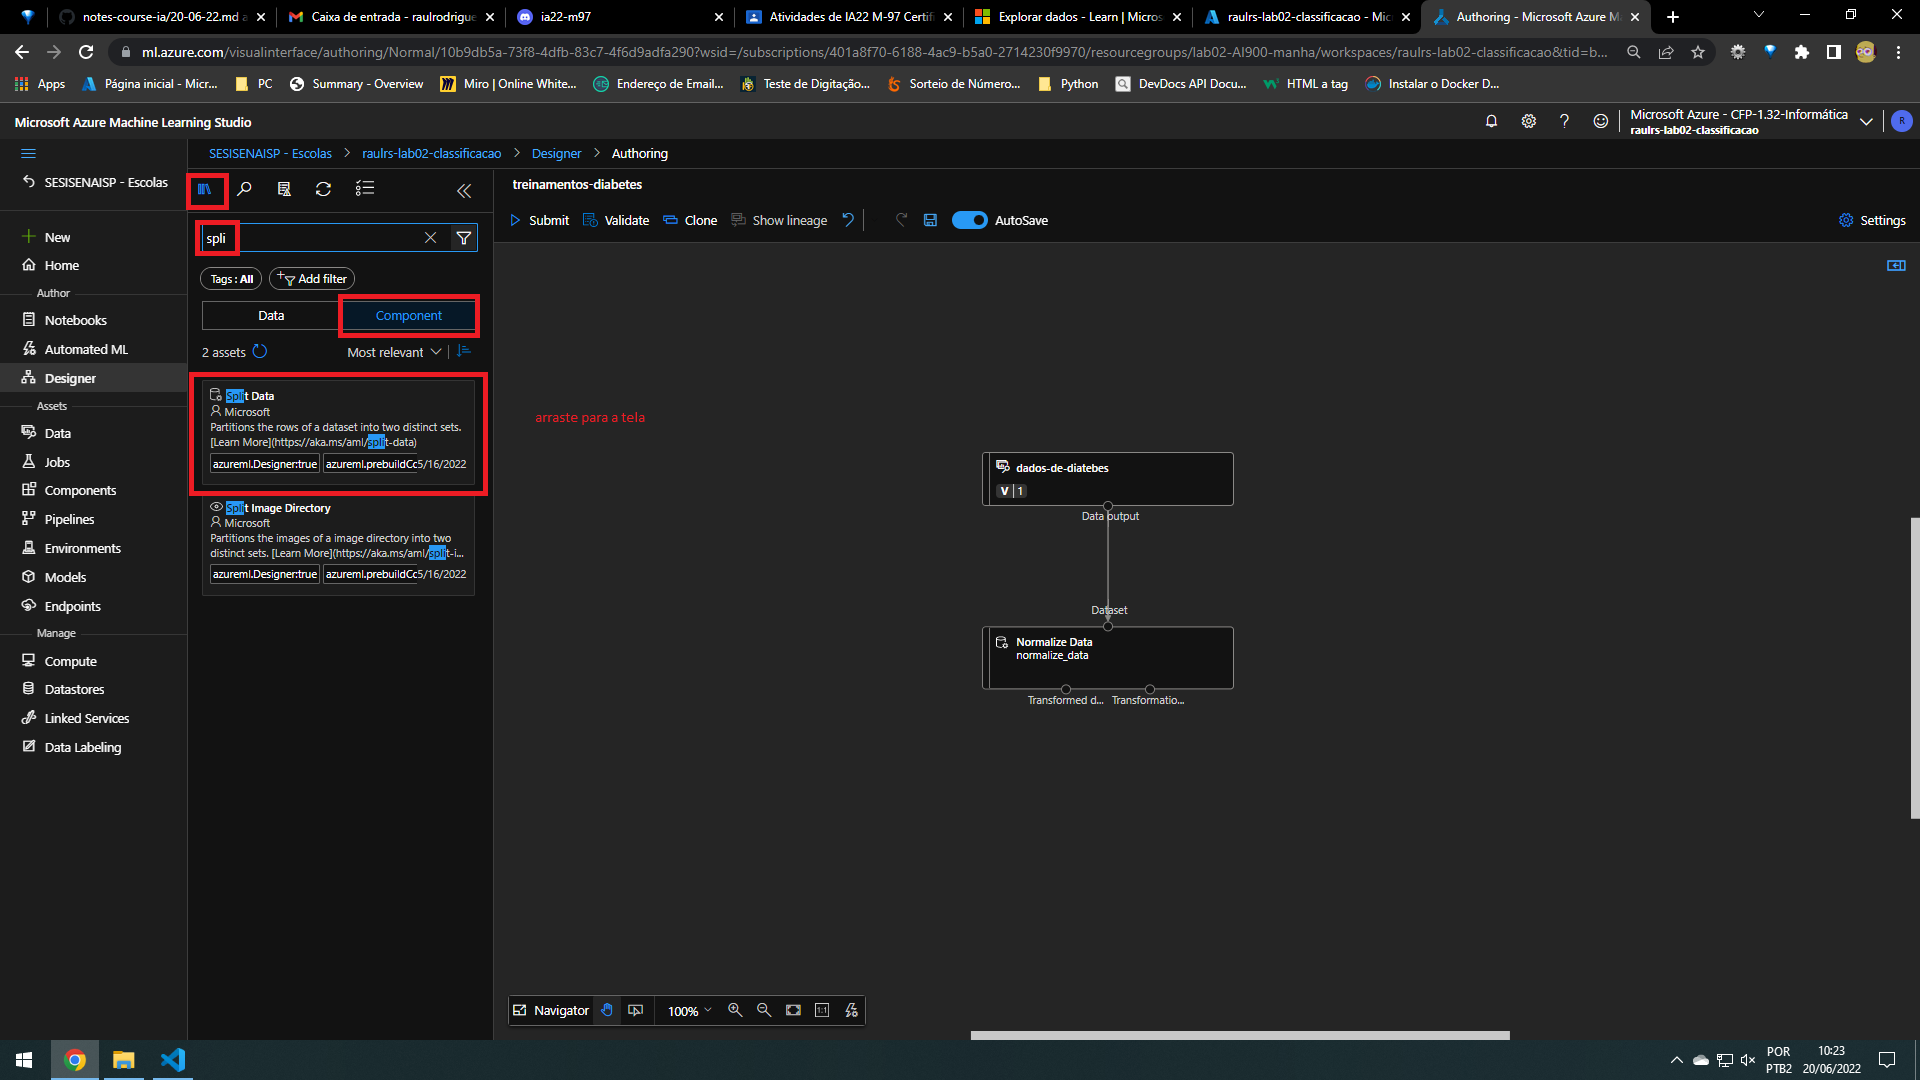 notes-course-ia/20-06-22.md a
Caixa de entrada - raulrodrigue
ia22-m97
Atividades de IA22 M-97 Certifi
Explorar dados - Learn | Micros
raulrs-lab02-classificacao - Mic
Authoring - Microsoft Azure M
ml.azure.com/visualinterface/authoring/Normal/10b9db5a-73f8-4dfb-83c7-4f6d9adfa290?wsid=/subscriptions/401a8f70-6188-4ac9-b5a0-2714230f9970/resourcegroups/lab02-AI900-manha/workspaces/raulrs-lab02-classificacao&tid=b...
Apps
Página inicial - Micr...
PC
Summary - Overview
Miro | Online White...
Endereço de Email...
Teste de Digitação...
Sorteio de Número...
Python
DevDocs API Docu...
HTML a tag
Instalar o Docker D...
Microsoft Azure Machine Learning Studio
Microsoft Azure - CFP-1.32-Informática
raulrs-lab02-classificacao
R
SESISENAISP - Escolas > raulrs-lab02-classificacao > Designer > Authoring
SESISENAISP - Escolas
New
Home
Author
Notebooks
Automated ML
Designer
Assets
Data
Jobs
Components
Pipelines
Environments
Models
Endpoints
Manage
Compute
Datastores
Linked Services
Data Labeling
spli
Tags : All
Add filter
Data
Component
2 assets
Most relevant
Split Data
Microsoft
Partitions the rows of a dataset into two distinct sets.
[Learn More](https://aka.ms/aml/split-data)
azureml.Designer:true
azureml.prebuildCc
5/16/2022
Split Image Directory
Microsoft
Partitions the images of a image directory into two
distinct sets. [Learn More](https://aka.ms/aml/split-i...
azureml.Designer:true
azureml.prebuildCc
5/16/2022
treinamentos-diabetes
Submit
Validate
Clone
Show lineage
AutoSave
Settings
arraste para a tela
dados-de-diatebes
V | 1
Data output
Dataset
Normalize Data
normalize_data
Transformed d...
Transformatio...
Navigator
100%
1:1
POR
PTB2
10:23
20/06/2022